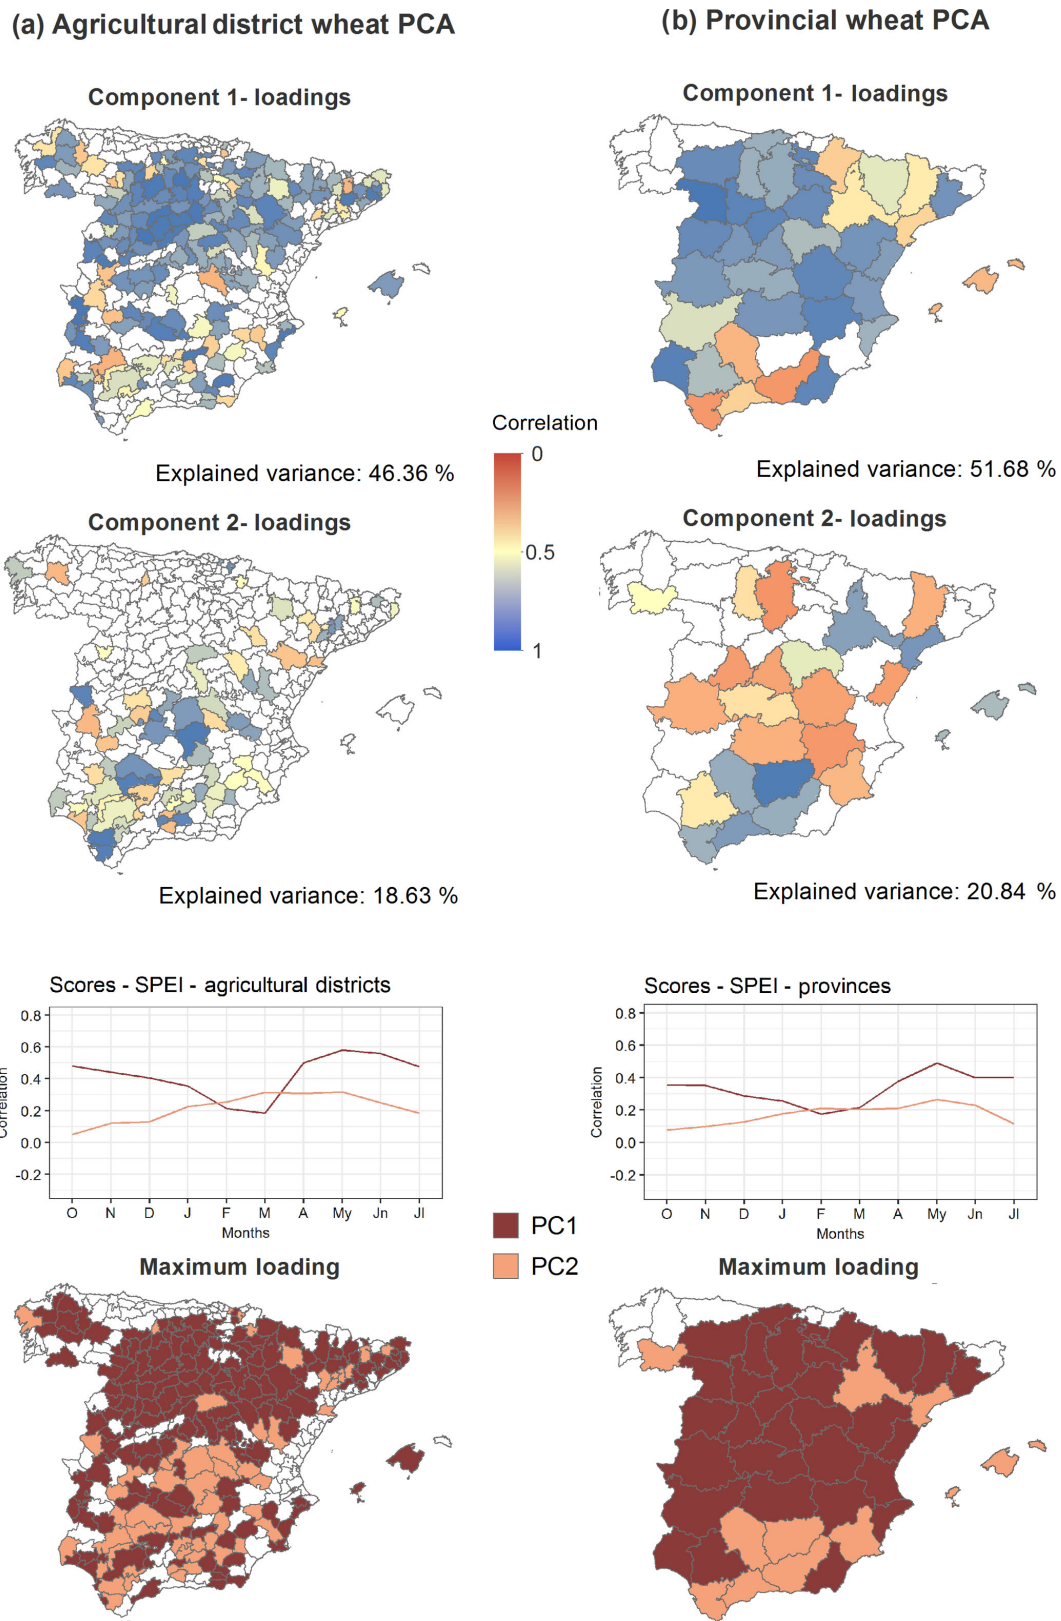 (a) Agricultural district wheat PCA
(b) Provincial wheat PCA
Component 1- loadings
Component 1- loadings
Correlation
0
0.5
1
Explained variance: 46.36 %
Explained variance: 51.68 %
Component 2- loadings
Component 2- loadings
Explained variance: 18.63 %
Explained variance: 20.84 %
Scores - SPEI - agricultural districts
0.8
0.6
0.4
0.2
0.0
-0.2
Correlation
O N D J F M A My Jn Jl
Months
Scores - SPEI - provinces
0.8
0.6
0.4
0.2
0.0
-0.2
Correlation
O N D J F M A My Jn Jl
Months
PC1
PC2
Maximum loading
Maximum loading